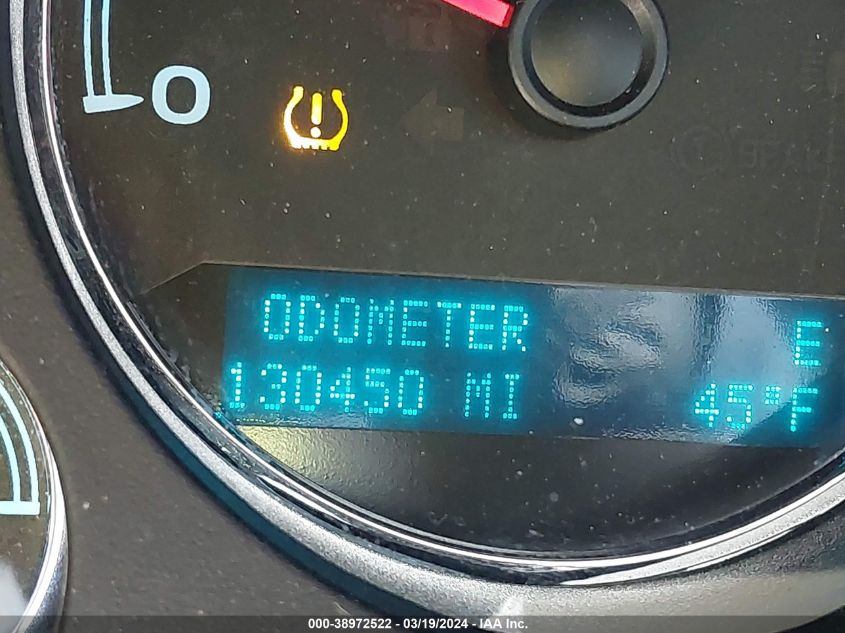 0
ODOMETER E
130450 MI 45°F
000-38972522 - 03/19/2024 - IAA Inc.